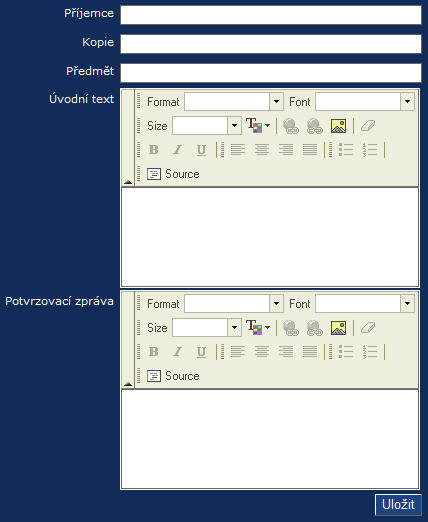 Příjemce
Kopie
Předmět
Úvodní text
Format Font
Size
B I U
Source
Potvrzovací zpráva
Format Font
Size
B I U
Source
Uložit